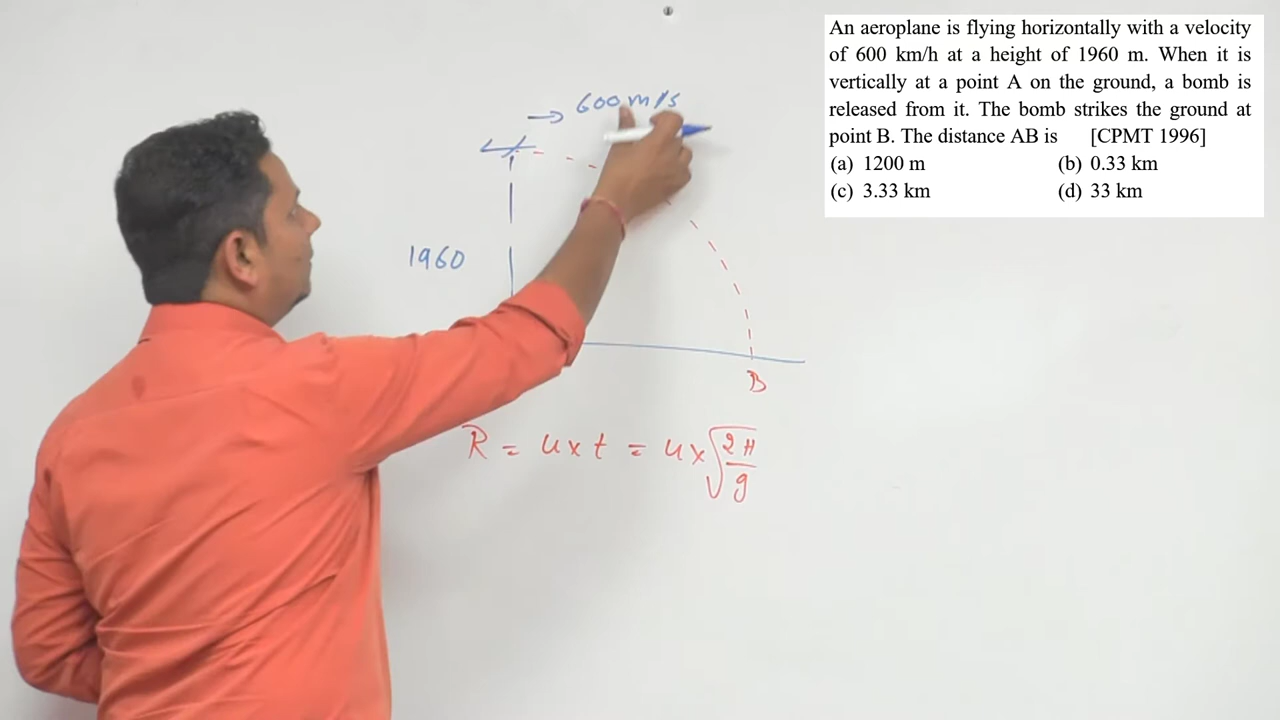 An aeroplane is flying horizontally with a velocity
of 600 km/h at a height of 1960 m. When it is
vertically at a point A on the ground, a bomb is
released from it. The bomb strikes the ground at
point B. The distance AB is [CPMT 1996]
(a) 1200 m (b) 0.33 km
(c) 3.33 km (d) 33 km
→ 600 m/s
1960
B
R = u×t = u×√(2H/g)